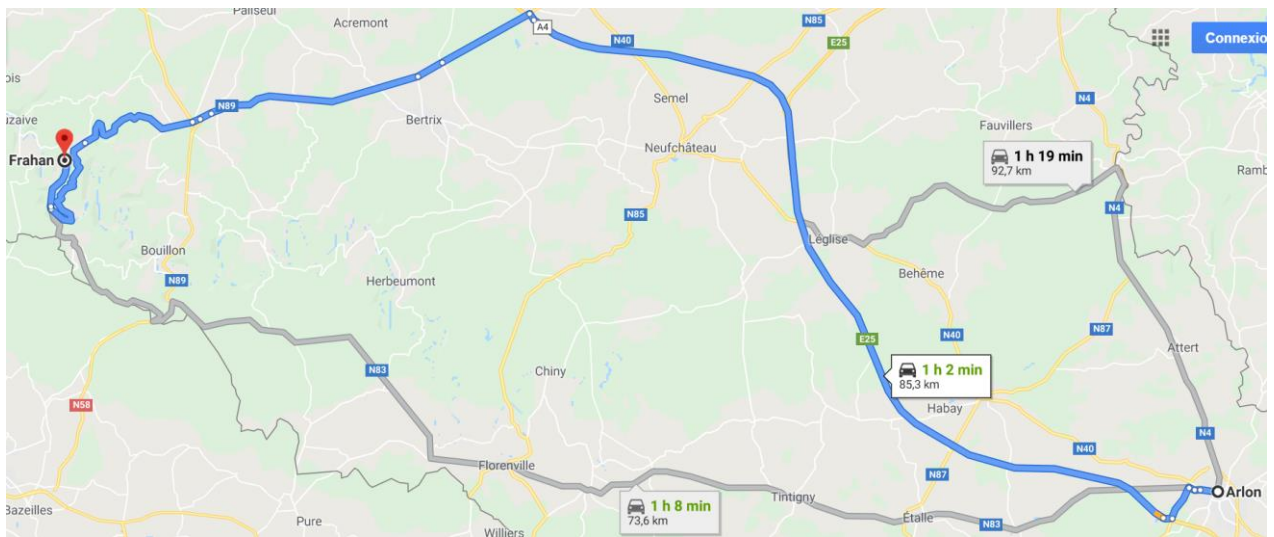 Paliseul
Acremont
A4
N85
N40
E25
Connexio
ois
N89
Semel
N4
uzaive
Bertrix
Fauvillers
Neufchâteau
1 h 19 min
92,7 km
Frahan
Ramb
N85
N4
Léglise
Bouillon
Behême
N89
Herbeumont
N40
N87
E25
Attert
N83
Chiny
1 h 2 min
85,3 km
N58
Habay
N4
N40
Florenville
N87
Tintigny
Arlon
1 h 8 min
73,6 km
Bazeilles
Pure
Étalle
N83
Williers